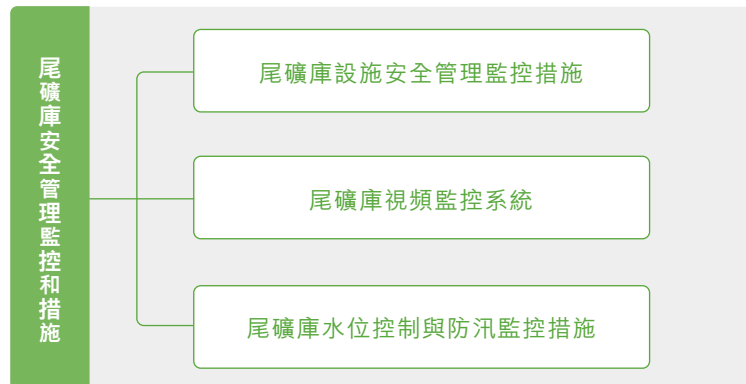 尾礦庫安全管理監控和措施
尾礦庫設施安全管理監控措施
尾礦庫視頻監控系統
尾礦庫水位控制與防汛監控措施